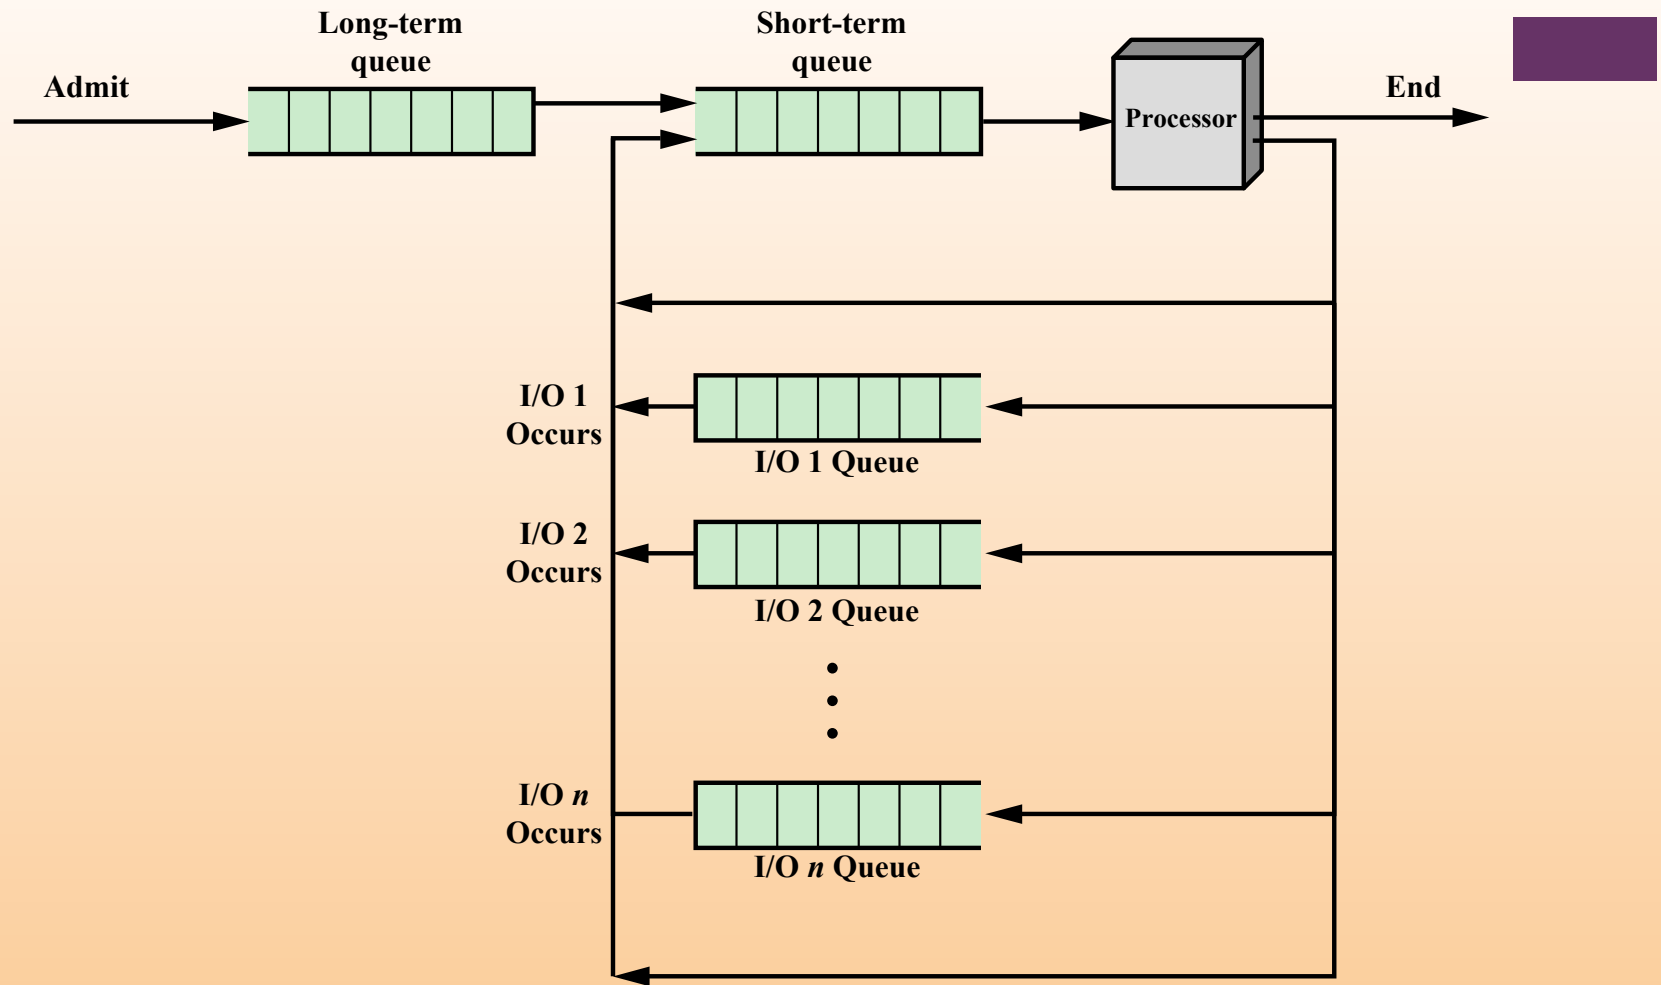 Long-term
queue
Short-term
queue
Admit
Processor
End
I/O 1
Occurs
I/O 1 Queue
I/O 2
Occurs
I/O 2 Queue
I/O n
Occurs
I/O n Queue